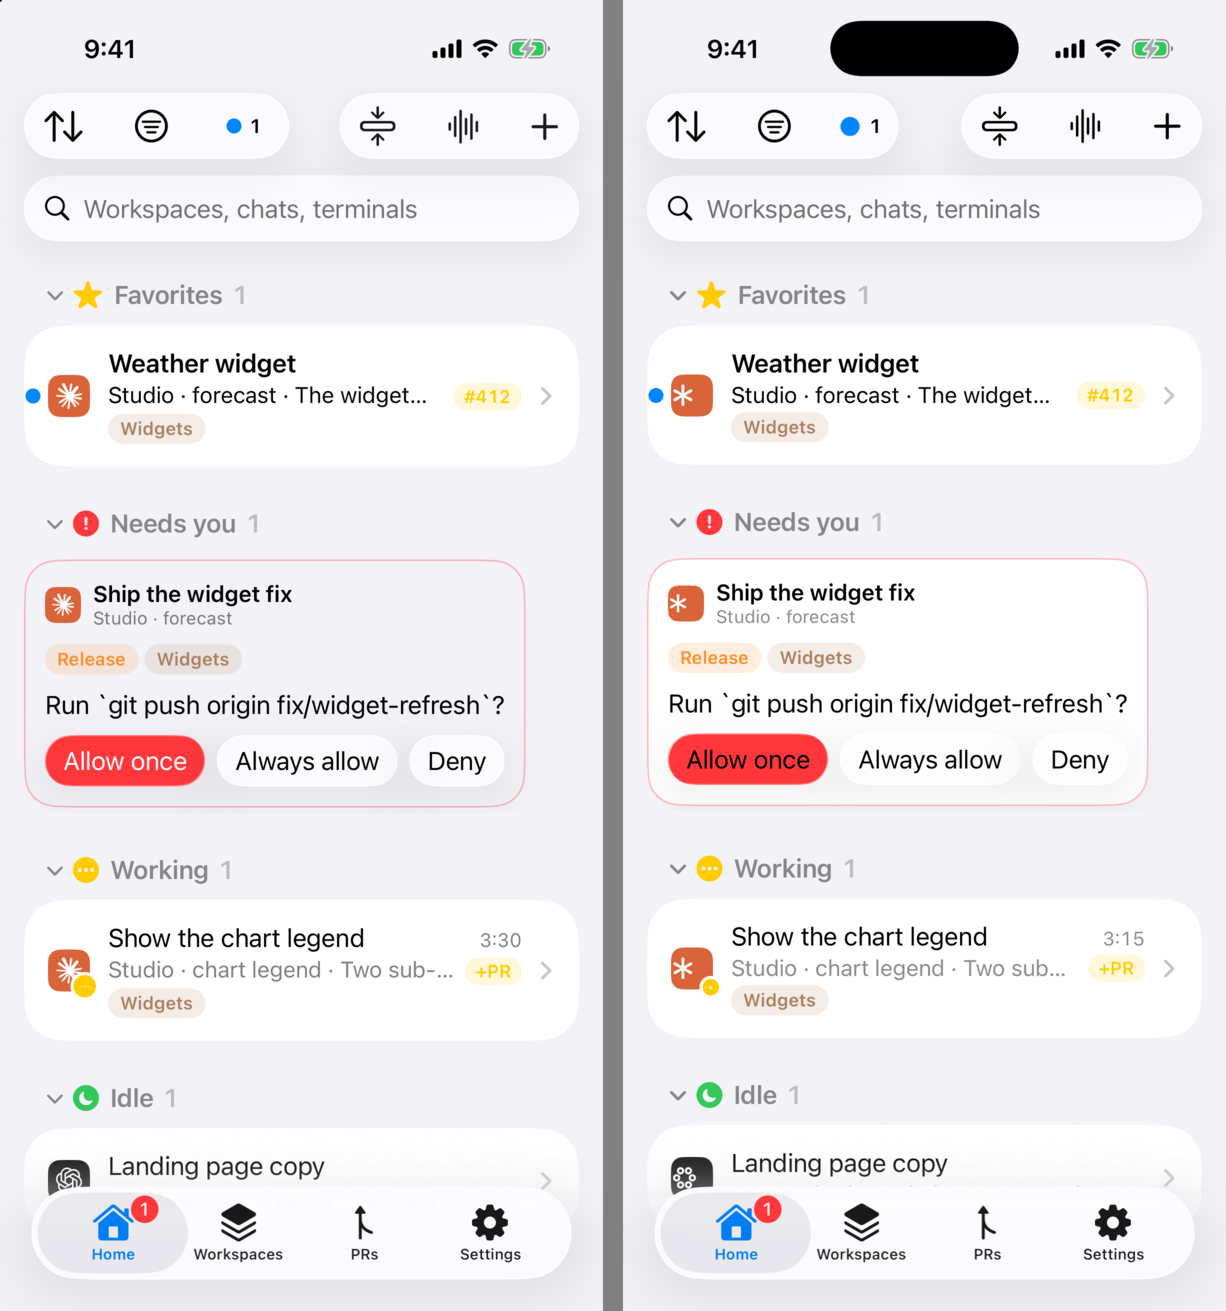 9:41
1
Workspaces, chats, terminals
Favorites 1
Weather widget
Studio · forecast · The widget... #412
Widgets
Needs you 1
Ship the widget fix
Studio · forecast
Release Widgets
Run `git push origin fix/widget-refresh`?
Allow once Always allow Deny
Working 1
Show the chart legend 3:30
Studio · chart legend · Two sub-... +PR
Widgets
Idle 1
Landing page copy
1
Home Workspaces PRs Settings
9:41
1
Workspaces, chats, terminals
Favorites 1
Weather widget
Studio · forecast · The widget... #412
Widgets
Needs you 1
Ship the widget fix
Studio · forecast
Release Widgets
Run `git push origin fix/widget-refresh`?
Allow once Always allow Deny
Working 1
Show the chart legend 3:15
Studio · chart legend · Two sub... +PR
Widgets
Idle 1
Landing page copy
1
Home Workspaces PRs Settings